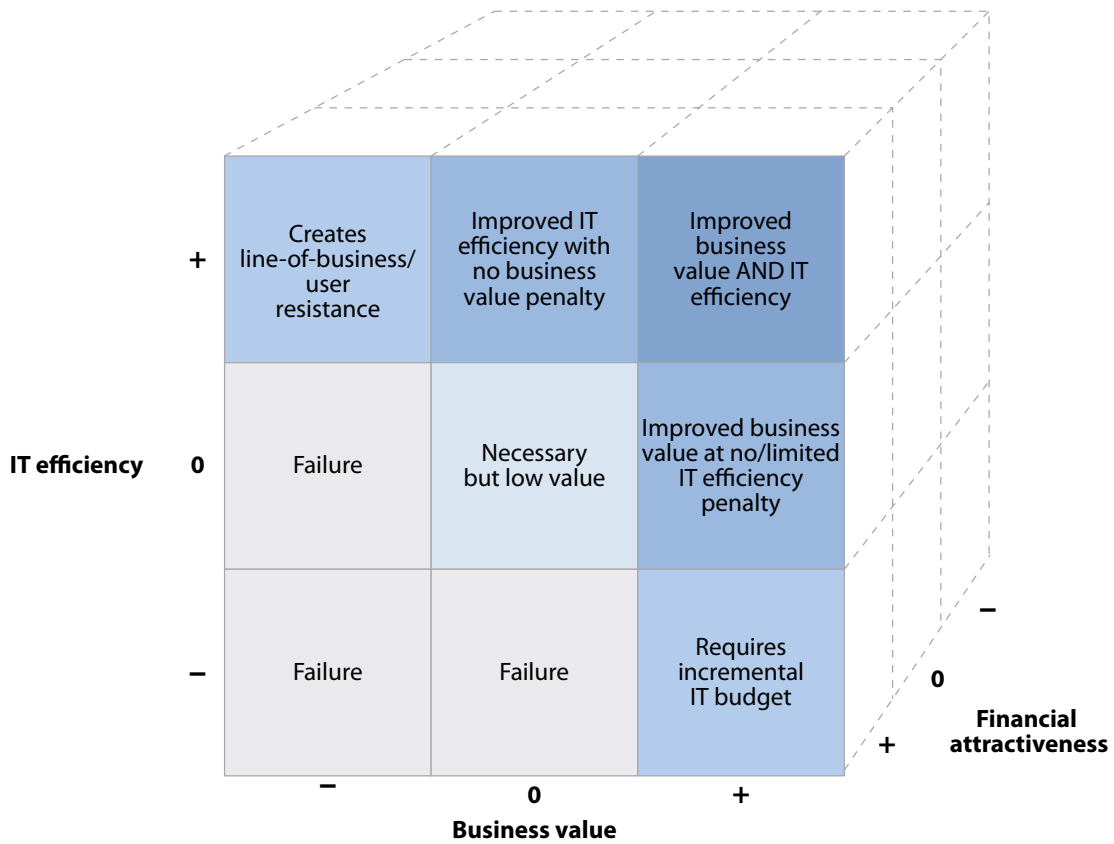 +
Creates
line-of-business/
user
resistance
Improved IT
efficiency with
no business
value penalty
Improved
business
value AND IT
efficiency
IT efficiency
0
Failure
Necessary
but low value
Improved business
value at no/limited
IT efficiency
penalty
–
Failure
Failure
Requires
incremental
IT budget
–
0
+
Business value
+
0
–
Financial
attractiveness